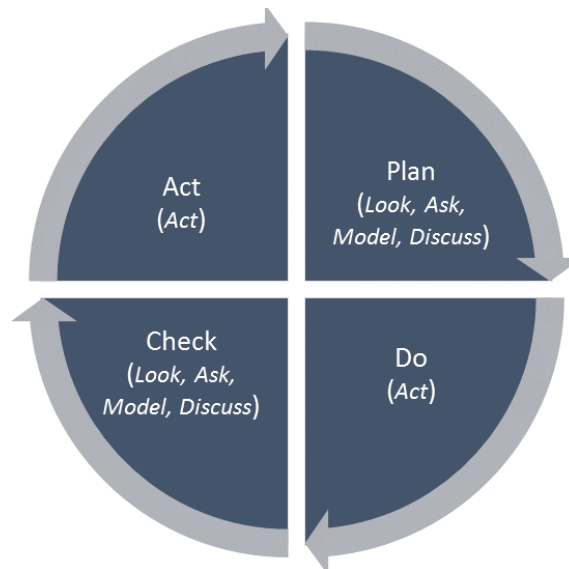 Act
(Act)
Plan
(Look, Ask,
Model, Discuss)
Check
(Look, Ask,
Model, Discuss)
Do
(Act)